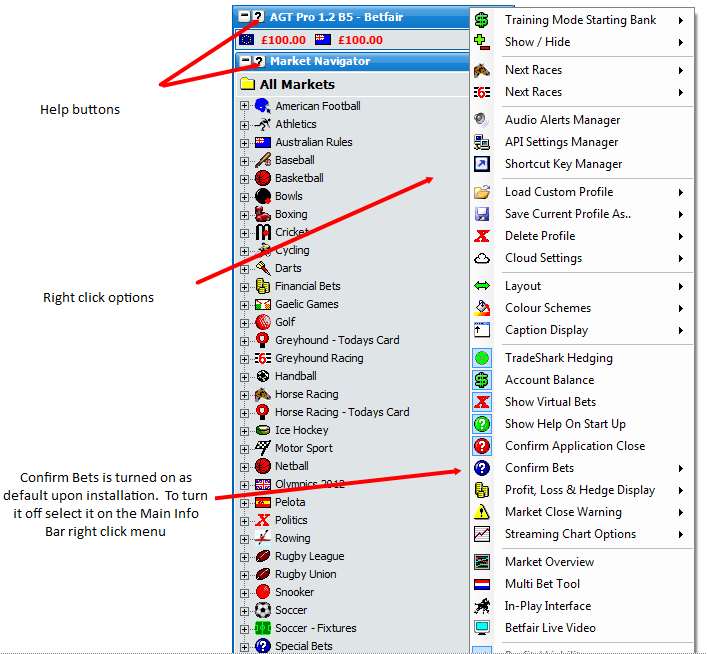 AGT Pro 1.2 B5 - Betfair
£100.00 £100.00
Market Navigator
All Markets
American Football
Athletics
Australian Rules
Baseball
Basketball
Bowls
Boxing
Cricket
Cycling
Darts
Financial Bets
Gaelic Games
Golf
Greyhound - Todays Card
Greyhound Racing
Handball
Horse Racing
Horse Racing - Todays Card
Ice Hockey
Motor Sport
Netball
Olympics 2012
Pelota
Politics
Rowing
Rugby League
Rugby Union
Snooker
Soccer
Soccer - Fixtures
Special Bets
Help buttons
Right click options
Confirm Bets is turned on as
default upon installation. To turn
it off select it on the Main Info
Bar right click menu
Training Mode Starting Bank
Show / Hide
Next Races
Next Races
Audio Alerts Manager
API Settings Manager
Shortcut Key Manager
Load Custom Profile
Save Current Profile As..
Delete Profile
Cloud Settings
Layout
Colour Schemes
Caption Display
TradeShark Hedging
Account Balance
Show Virtual Bets
Show Help On Start Up
Confirm Application Close
Confirm Bets
Profit, Loss & Hedge Display
Market Close Warning
Streaming Chart Options
Market Overview
Multi Bet Tool
In-Play Interface
Betfair Live Video